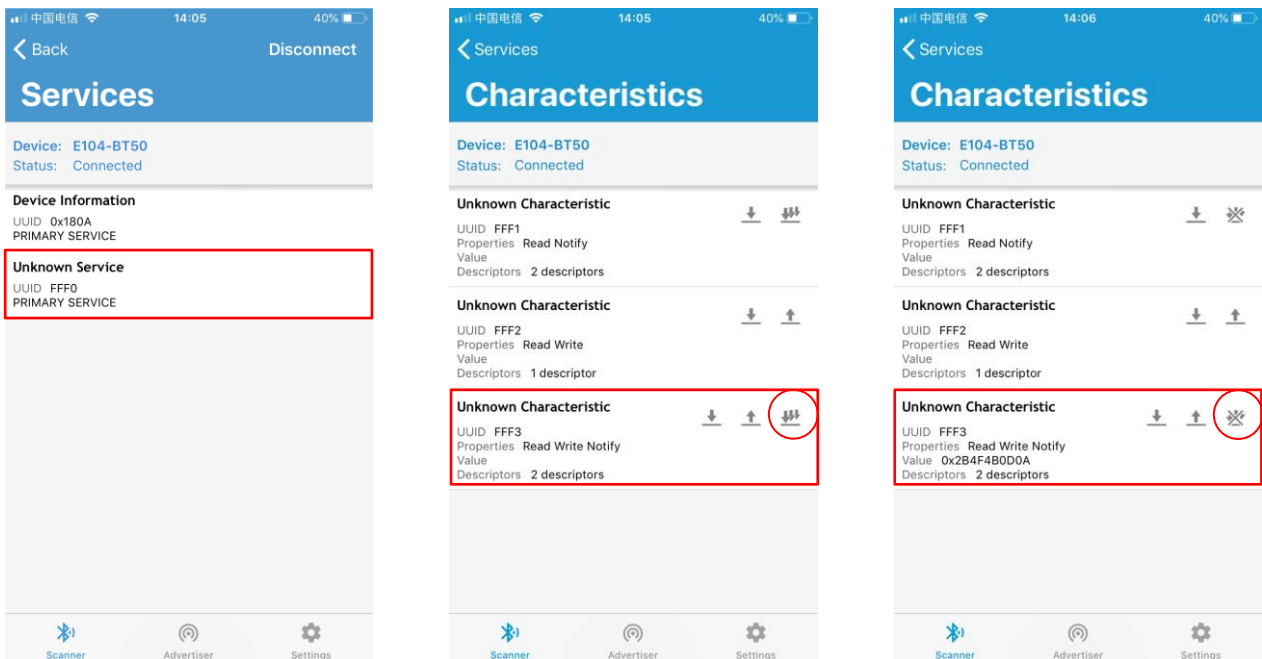 中国电信 14:05 40%
Back Disconnect
Services
Device: E104-BT50
Status: Connected
Device Information
UUID 0x180A
PRIMARY SERVICE
Unknown Service
UUID FFF0
PRIMARY SERVICE
Scanner Advertiser Settings
中国电信 14:05 40%
Services
Characteristics
Device: E104-BT50
Status: Connected
Unknown Characteristic
UUID FFF1
Properties Read Notify
Value
Descriptors 2 descriptors
Unknown Characteristic
UUID FFF2
Properties Read Write
Value
Descriptors 1 descriptor
Unknown Characteristic
UUID FFF3
Properties Read Write Notify
Value
Descriptors 2 descriptors
Scanner Advertiser Settings
中国电信 14:06 40%
Services
Characteristics
Device: E104-BT50
Status: Connected
Unknown Characteristic
UUID FFF1
Properties Read Notify
Value
Descriptors 2 descriptors
Unknown Characteristic
UUID FFF2
Properties Read Write
Value
Descriptors 1 descriptor
Unknown Characteristic
UUID FFF3
Properties Read Write Notify
Value 0x2B4F4B0D0A
Descriptors 2 descriptors
Scanner Advertiser Settings